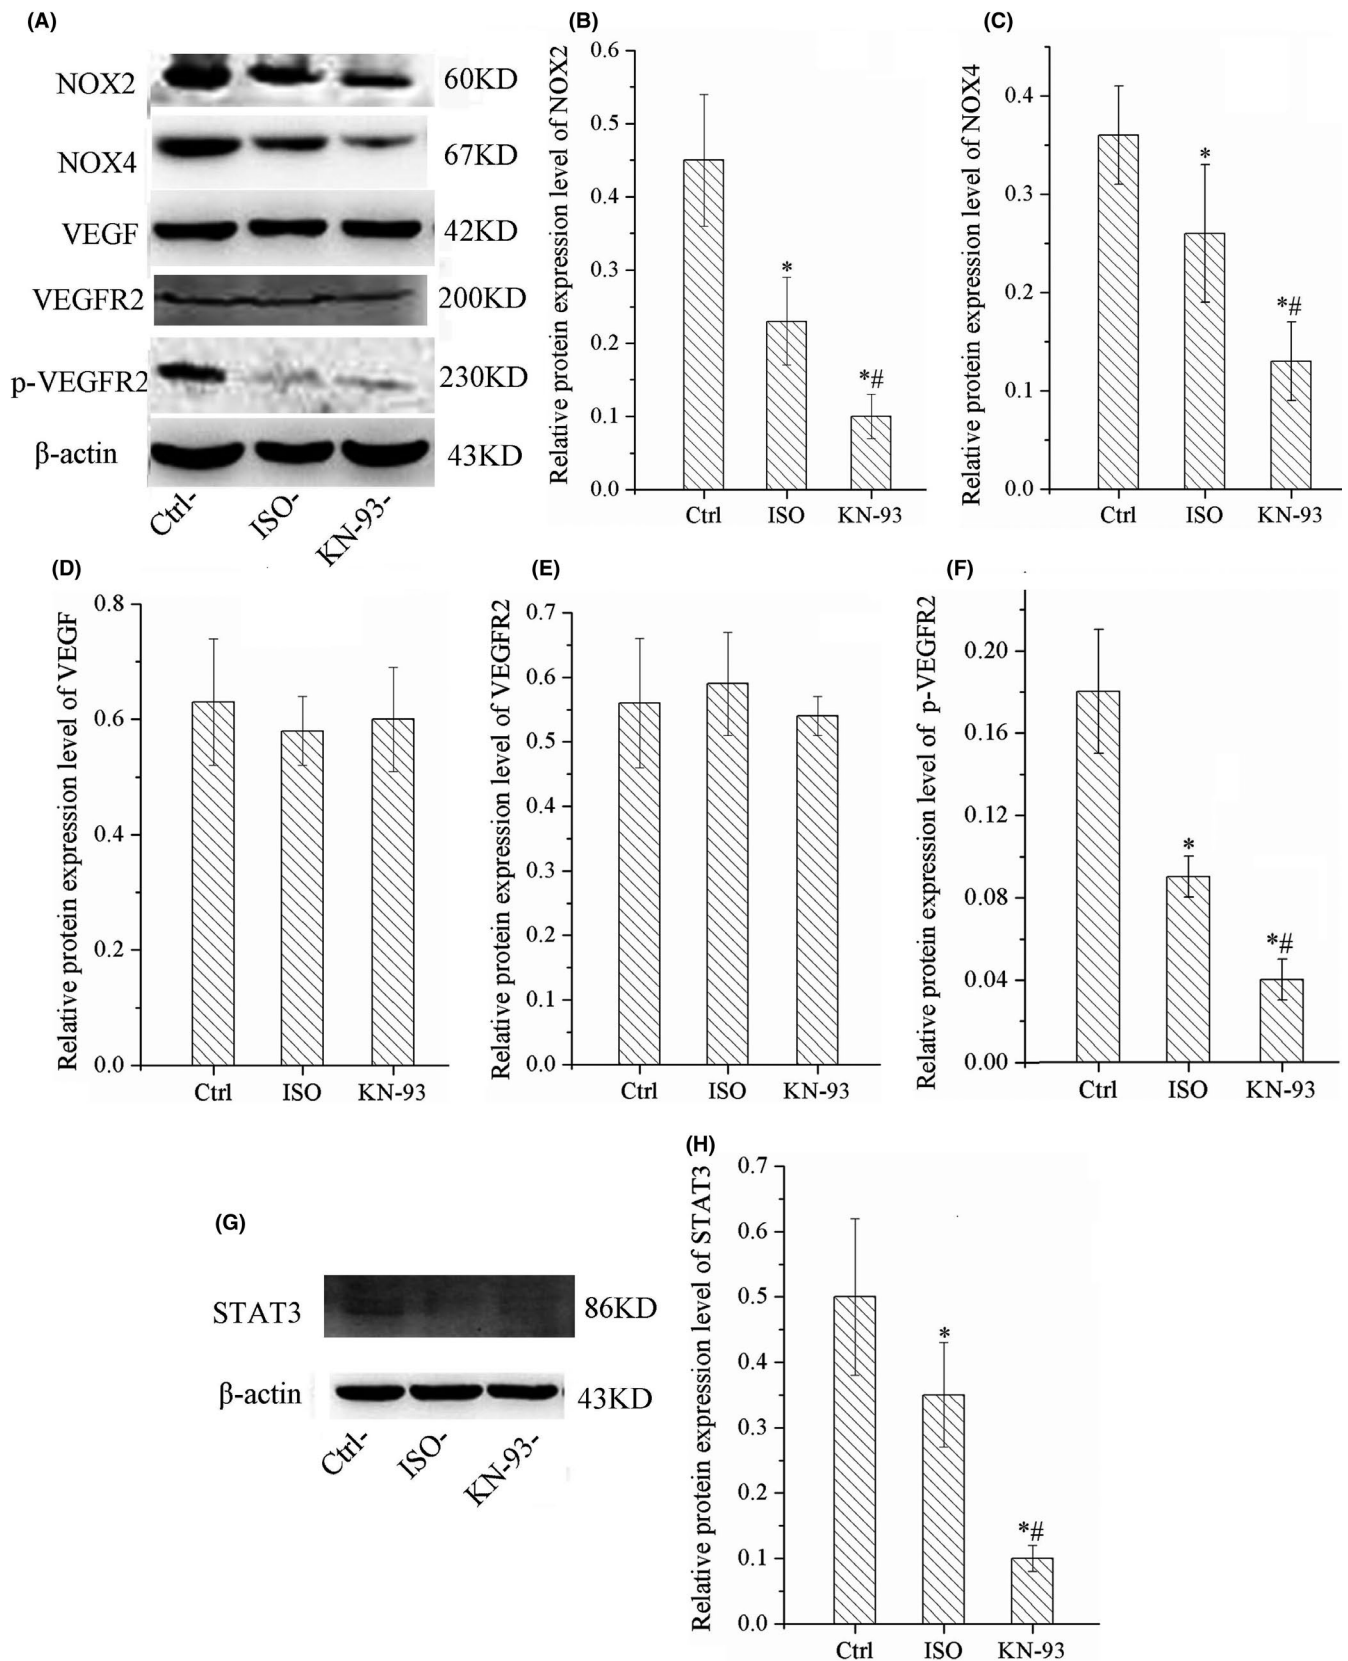 (A)
NOX2 60KD
NOX4 67KD
VEGF 42KD
VEGFR2 200KD
p-VEGFR2 230KD
β-actin 43KD
Ctrl- ISO- KN-93-
(B)
Relative protein expression level of NOX2
0.6
0.5
0.4
0.3
0.2
0.1
0.0
*
*#
Ctrl ISO KN-93
(C)
Relative protein expression level of NOX4
0.4
0.3
0.2
0.1
0.0
*
*#
Ctrl ISO KN-93
(D)
Relative protein expression level of VEGF
0.8
0.6
0.4
0.2
0.0
Ctrl ISO KN-93
(E)
Relative protein expression level of VEGFR2
0.7
0.6
0.5
0.4
0.3
0.2
0.1
0.0
Ctrl ISO KN-93
(F)
Relative protein expression level of p-VEGFR2
0.20
0.16
0.12
0.08
0.04
0.00
*
*#
Ctrl ISO KN-93
(G)
STAT3 86KD
β-actin 43KD
Ctrl- ISO- KN-93-
(H)
Relative protein expression level of STAT3
0.7
0.6
0.5
0.4
0.3
0.2
0.1
0.0
*
*#
Ctrl ISO KN-93